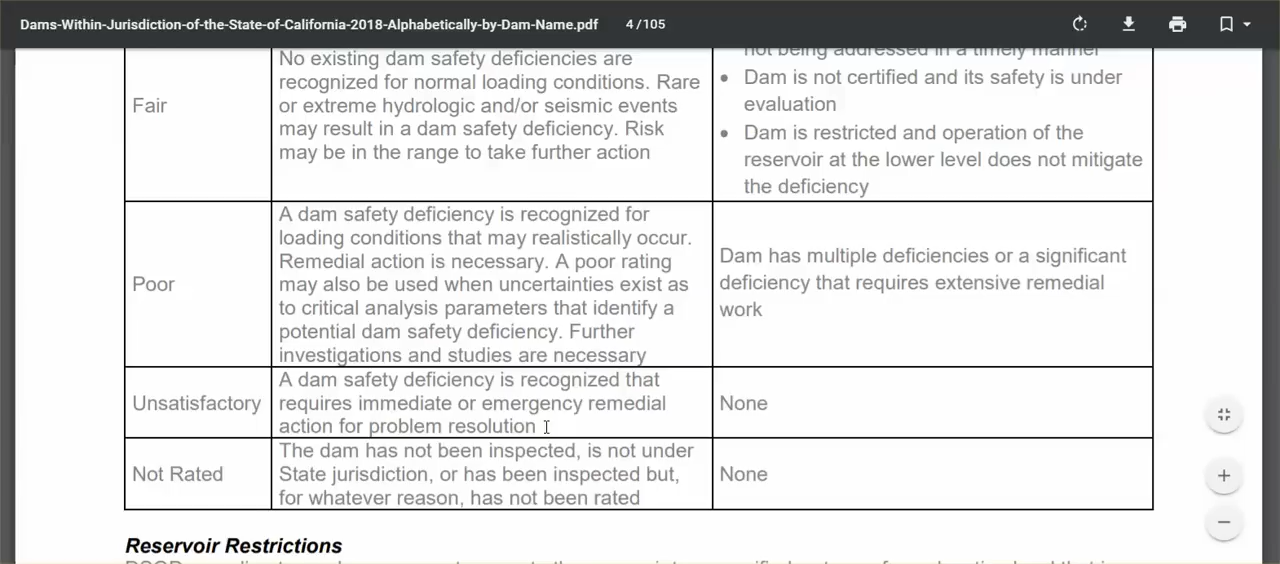 Dams-Within-Jurisdiction-of-the-State-of-California-2018-Alphabetically-by-Dam-Name.pdf
4 / 105
Fair
No existing dam safety deficiencies are
recognized for normal loading conditions. Rare
or extreme hydrologic and/or seismic events
may result in a dam safety deficiency. Risk
may be in the range to take further action
not being addressed in a timely manner
• Dam is not certified and its safety is under
evaluation
• Dam is restricted and operation of the
reservoir at the lower level does not mitigate
the deficiency
Poor
A dam safety deficiency is recognized for
loading conditions that may realistically occur.
Remedial action is necessary. A poor rating
may also be used when uncertainties exist as
to critical analysis parameters that identify a
potential dam safety deficiency. Further
investigations and studies are necessary
Dam has multiple deficiencies or a significant
deficiency that requires extensive remedial
work
Unsatisfactory
A dam safety deficiency is recognized that
requires immediate or emergency remedial
action for problem resolution
None
Not Rated
The dam has not been inspected, is not under
State jurisdiction, or has been inspected but,
for whatever reason, has not been rated
None
Reservoir Restrictions